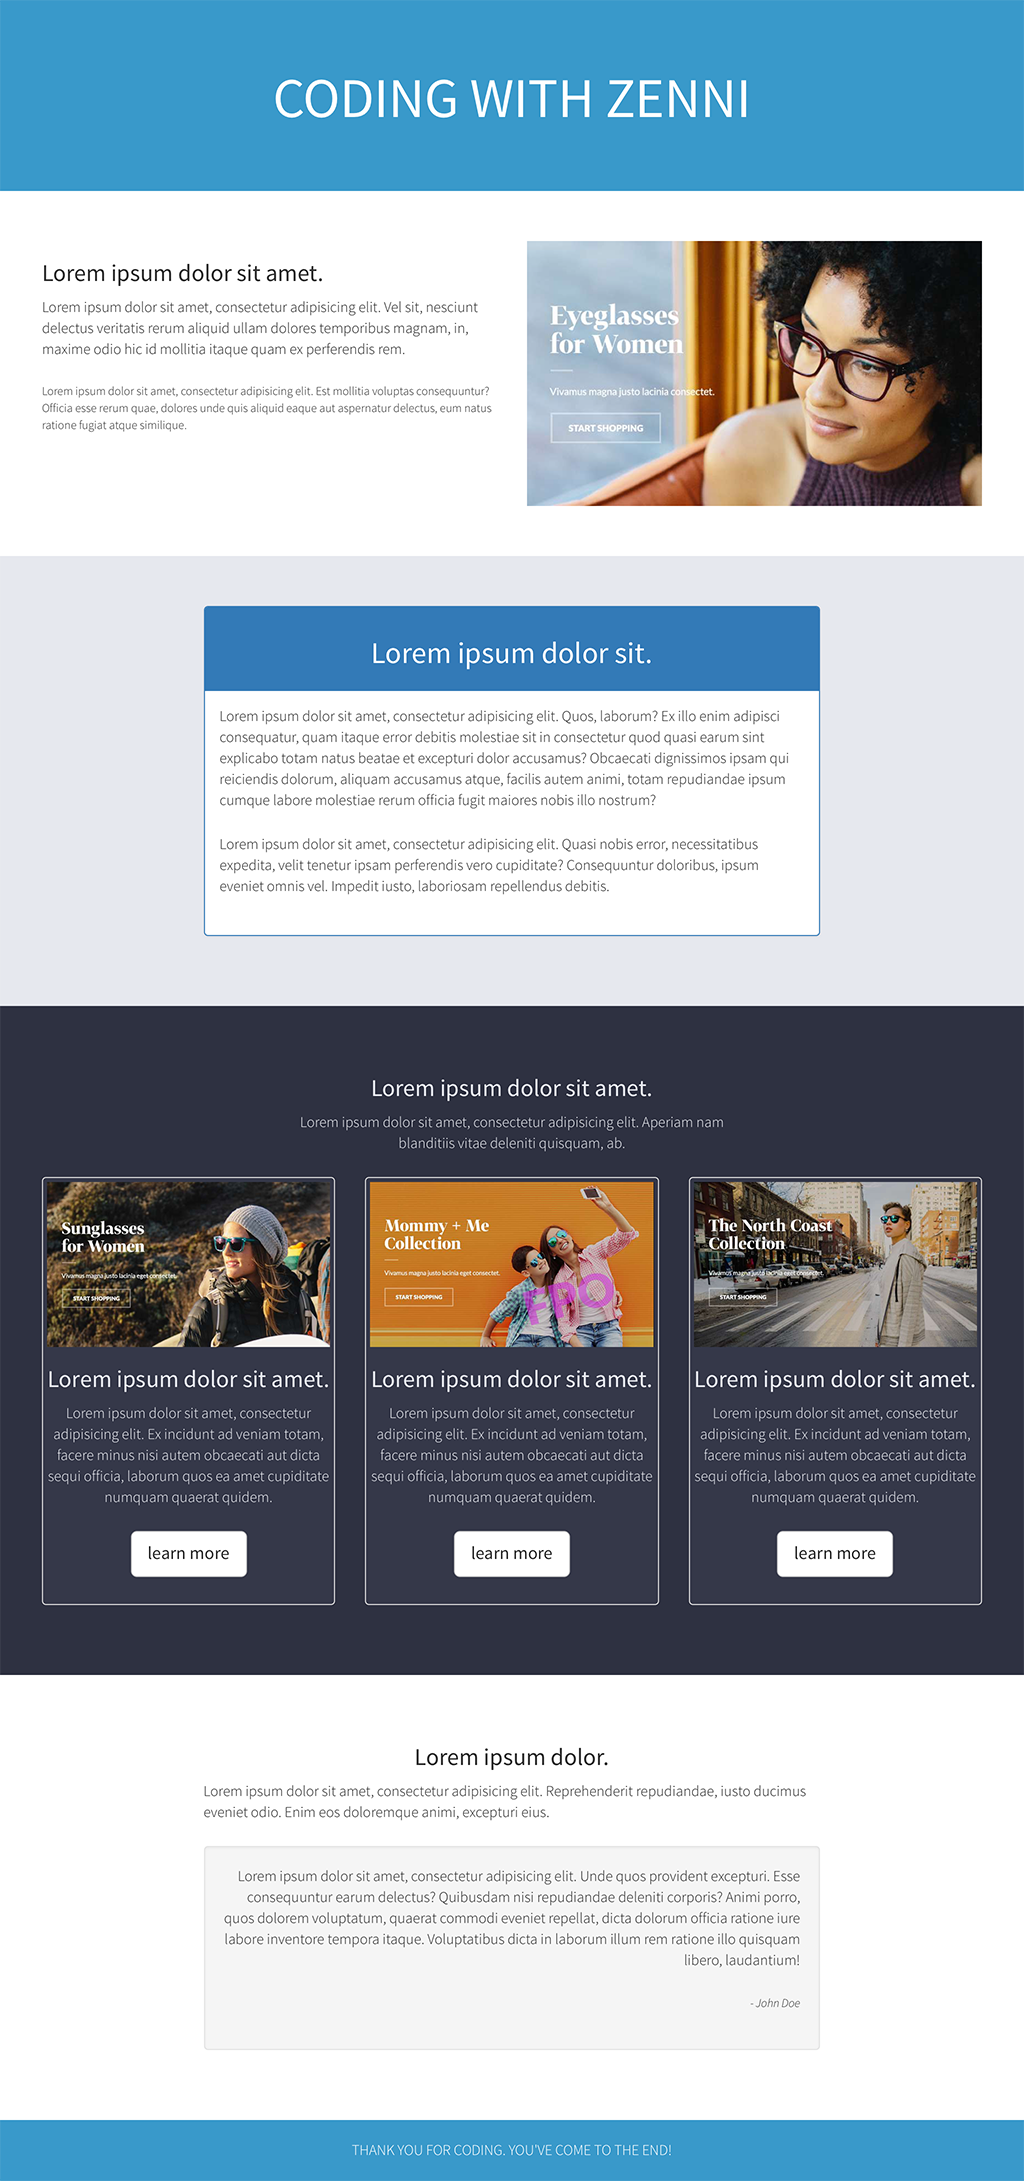 CODING WITH ZENNI
Lorem ipsum dolor sit amet.
Lorem ipsum dolor sit amet, consectetur adipisicing elit. Vel sit, nesciunt
delectus veritatis rerum aliquid ullam dolores temporibus magnam, in,
maxime odio hic id mollitia itaque quam ex perferendis rem.
Lorem ipsum dolor sit amet, consectetur adipisicing elit. Est mollitia voluptas consequuntur?
Officia esse rerum quae, dolores unde quis aliquid eaque aut aspernatur delectus, eum natus
ratione fugiat atque similique.
Eyeglasses
for Women
Vivamus magna justo lacinia consectet.
START SHOPPING
Lorem ipsum dolor sit.
Lorem ipsum dolor sit amet, consectetur adipisicing elit. Quos, laborum? Ex illo enim adipisci
consequatur, quam itaque error debitis molestiae sit in consectetur quod quasi earum sint
explicabo totam natus beatae et excepturi dolor accusamus? Obcaecati dignissimos ipsam qui
reiciendis dolorum, aliquam accusamus atque, facilis autem animi, totam repudiandae ipsum
cumque labore molestiae rerum officia fugit maiores nobis illo nostrum?
Lorem ipsum dolor sit amet, consectetur adipisicing elit. Quasi nobis error, necessitatibus
expedita, velit tenetur ipsam perferendis vero cupiditate? Consequuntur doloribus, ipsum
eveniet omnis vel. Impedit iusto, laboriosam repellendus debitis.
Lorem ipsum dolor sit amet.
Lorem ipsum dolor sit amet, consectetur adipisicing elit. Aperiam nam
blanditiis vitae deleniti quisquam, ab.
Sunglasses
for Women
Vivamus magna justo lacinia eget consectet.
START SHOPPING
Lorem ipsum dolor sit amet.
Lorem ipsum dolor sit amet, consectetur
adipisicing elit. Ex incidunt ad veniam totam,
facere minus nisi autem obcaecati aut dicta
sequi officia, laborum quos ea amet cupiditate
numquam quaerat quidem.
learn more
Mommy + Me
Collection
Vivamus magna justo lacinia eget consectet.
START SHOPPING
FPO
Lorem ipsum dolor sit amet.
Lorem ipsum dolor sit amet, consectetur
adipisicing elit. Ex incidunt ad veniam totam,
facere minus nisi autem obcaecati aut dicta
sequi officia, laborum quos ea amet cupiditate
numquam quaerat quidem.
learn more
The North Coast
Collection
Vivamus magna justo lacinia eget consectet.
START SHOPPING
Lorem ipsum dolor sit amet.
Lorem ipsum dolor sit amet, consectetur
adipisicing elit. Ex incidunt ad veniam totam,
facere minus nisi autem obcaecati aut dicta
sequi officia, laborum quos ea amet cupiditate
numquam quaerat quidem.
learn more
Lorem ipsum dolor.
Lorem ipsum dolor sit amet, consectetur adipisicing elit. Reprehenderit repudiandae, iusto ducimus
eveniet odio. Enim eos doloremque animi, excepturi eius.
Lorem ipsum dolor sit amet, consectetur adipisicing elit. Unde quos provident excepturi. Esse
consequuntur earum delectus? Quibusdam nisi repudiandae deleniti corporis? Animi porro,
quos dolorem voluptatum, quaerat commodi eveniet repellat, dicta dolorum officia ratione iure
labore inventore tempora itaque. Voluptatibus dicta in laborum illum rem ratione illo quisquam
libero, laudantium!
- John Doe
THANK YOU FOR CODING. YOU'VE COME TO THE END!